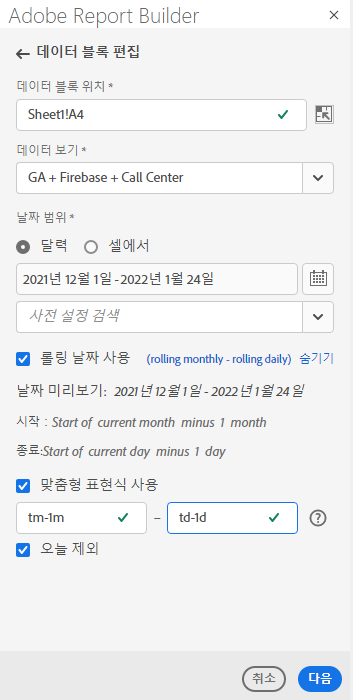 Adobe Report Builder
데이터 블록 편집
데이터 블록 위치 *
Sheet1!A4
데이터 보기 *
GA + Firebase + Call Center
날짜 범위 *
달력 셀에서
2021년 12월 1일 - 2022년 1월 24일
사전 설정 검색
롤링 날짜 사용 (rolling monthly - rolling daily) 숨기기
날짜 미리보기: 2021년 12월 1일 - 2022년 1월 24일
시작 : Start of current month minus 1 month
종료:Start of current day minus 1 day
맞춤형 표현식 사용
tm-1m – td-1d
오늘 제외
취소 다음